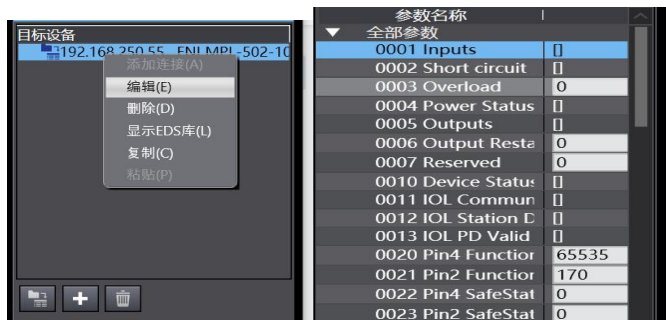 目标设备
192.168.250.55 ENI MPL-502-10
添加连接(A)
编辑(E)
删除(D)
显示EDS库(L)
复制(C)
粘贴(P)
参数名称
全部参数
0001 Inputs []
0002 Short circuit []
0003 Overload 0
0004 Power Status []
0005 Outputs []
0006 Output Resta 0
0007 Reserved 0
0010 Device Status []
0011 IOL Commun []
0012 IOL Station D []
0013 IOL PD Valid []
0020 Pin4 Function 65535
0021 Pin2 Function 170
0022 Pin4 SafeStat 0
0023 Pin2 SafeStat 0